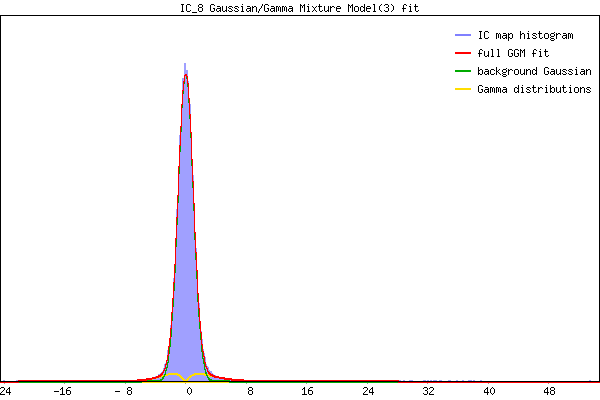 IC_8 Gaussian/Gamma Mixture Model(3) fit
IC map histogram
full GGM fit
background Gaussian
Gamma distributions
24 -16 -8 0 8 16 24 32 40 48